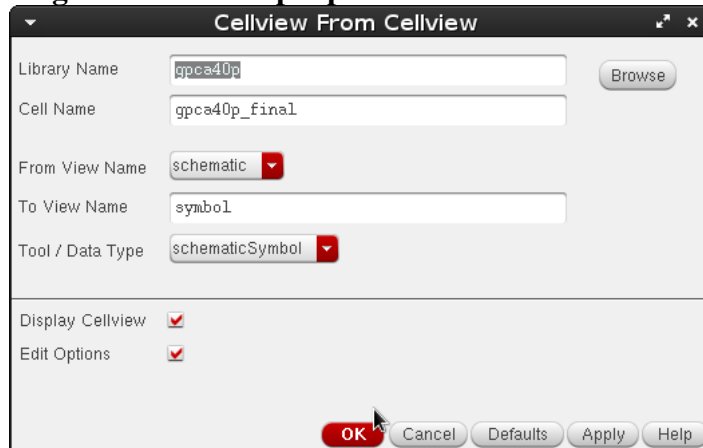 Cellview From Cellview
Library Name gpca40p Browse
Cell Name gpca40p_final
From View Name schematic
To View Name symbol
Tool / Data Type schematicSymbol
Display Cellview
Edit Options
OK Cancel Defaults Apply Help